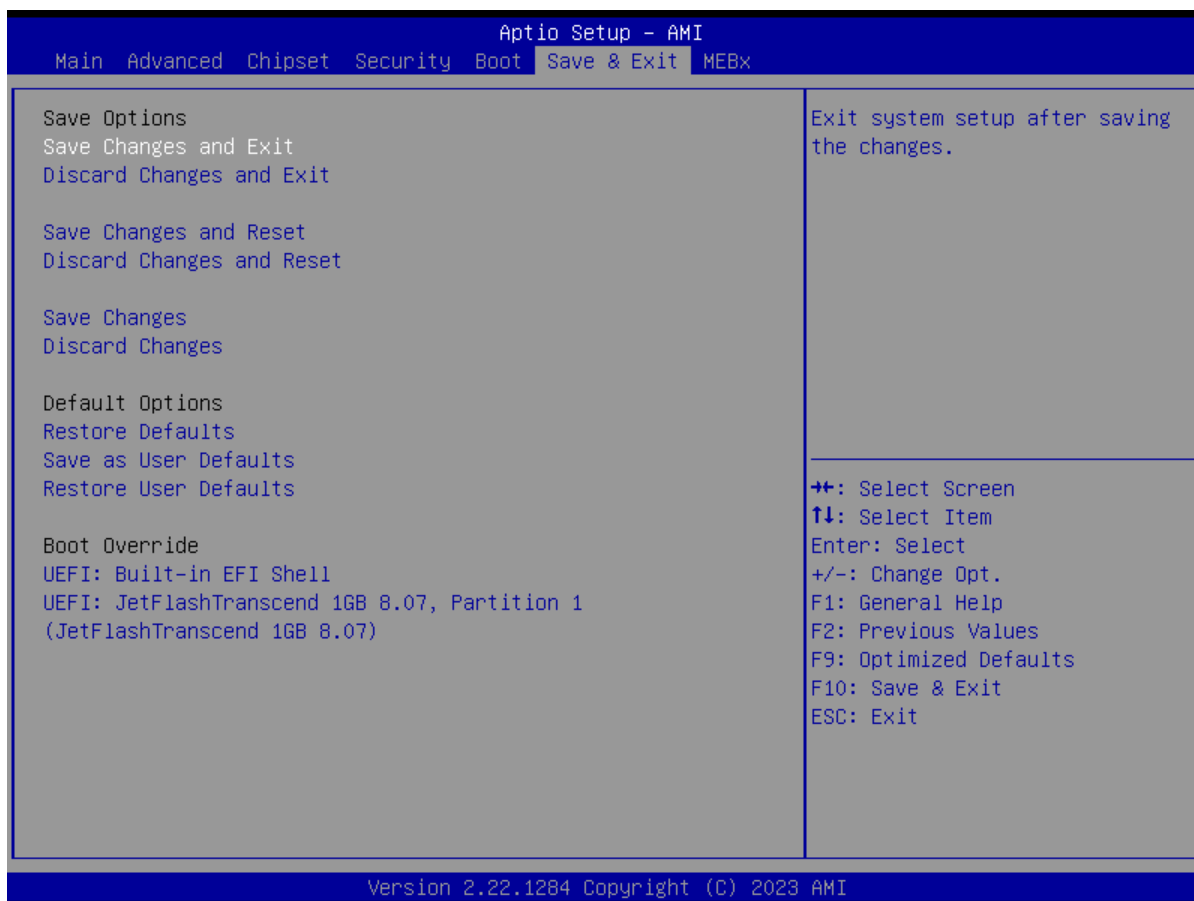 Aptio Setup – AMI
Main Advanced Chipset Security Boot Save & Exit MEBx
Save Options
Save Changes and Exit
Discard Changes and Exit
Save Changes and Reset
Discard Changes and Reset
Save Changes
Discard Changes
Default Options
Restore Defaults
Save as User Defaults
Restore User Defaults
Boot Override
UEFI: Built-in EFI Shell
UEFI: JetFlashTranscend 1GB 8.07, Partition 1
(JetFlashTranscend 1GB 8.07)
Exit system setup after saving
the changes.
→←: Select Screen
↑↓: Select Item
Enter: Select
+/-: Change Opt.
F1: General Help
F2: Previous Values
F9: Optimized Defaults
F10: Save & Exit
ESC: Exit
Version 2.22.1284 Copyright (C) 2023 AMI